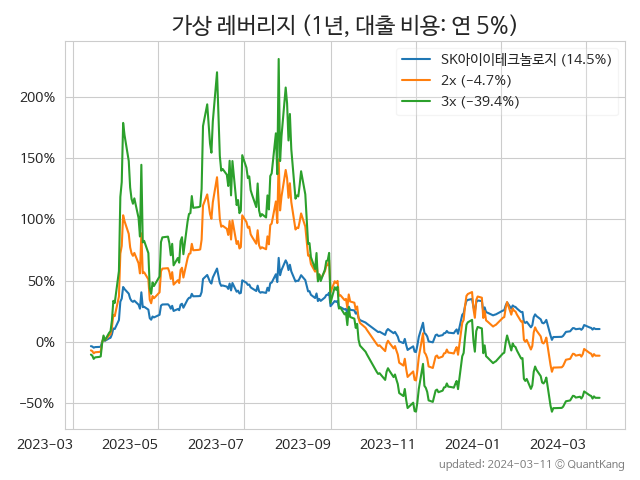 가상 레버리지 (1년, 대출 비용: 연 5%)
SK아이이테크놀로지 (14.5%)
2x (−4.7%)
3x (−39.4%)
200%
150%
100%
50%
0%
−50%
2023-03
2023-05
2023-07
2023-09
2023-11
2024-01
2024-03
updated: 2024-03-11 © QuantKang